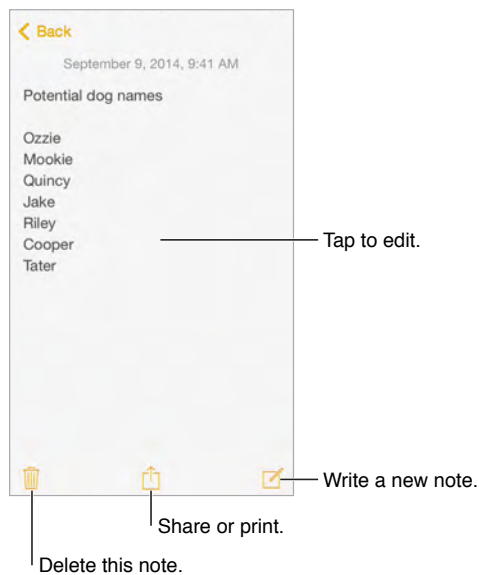 Back
September 9, 2014, 9:41 AM
Potential dog names
Ozzie
Mookie
Quincy
Jake
Riley
Cooper
Tater
Tap to edit.
Write a new note.
Share or print.
Delete this note.